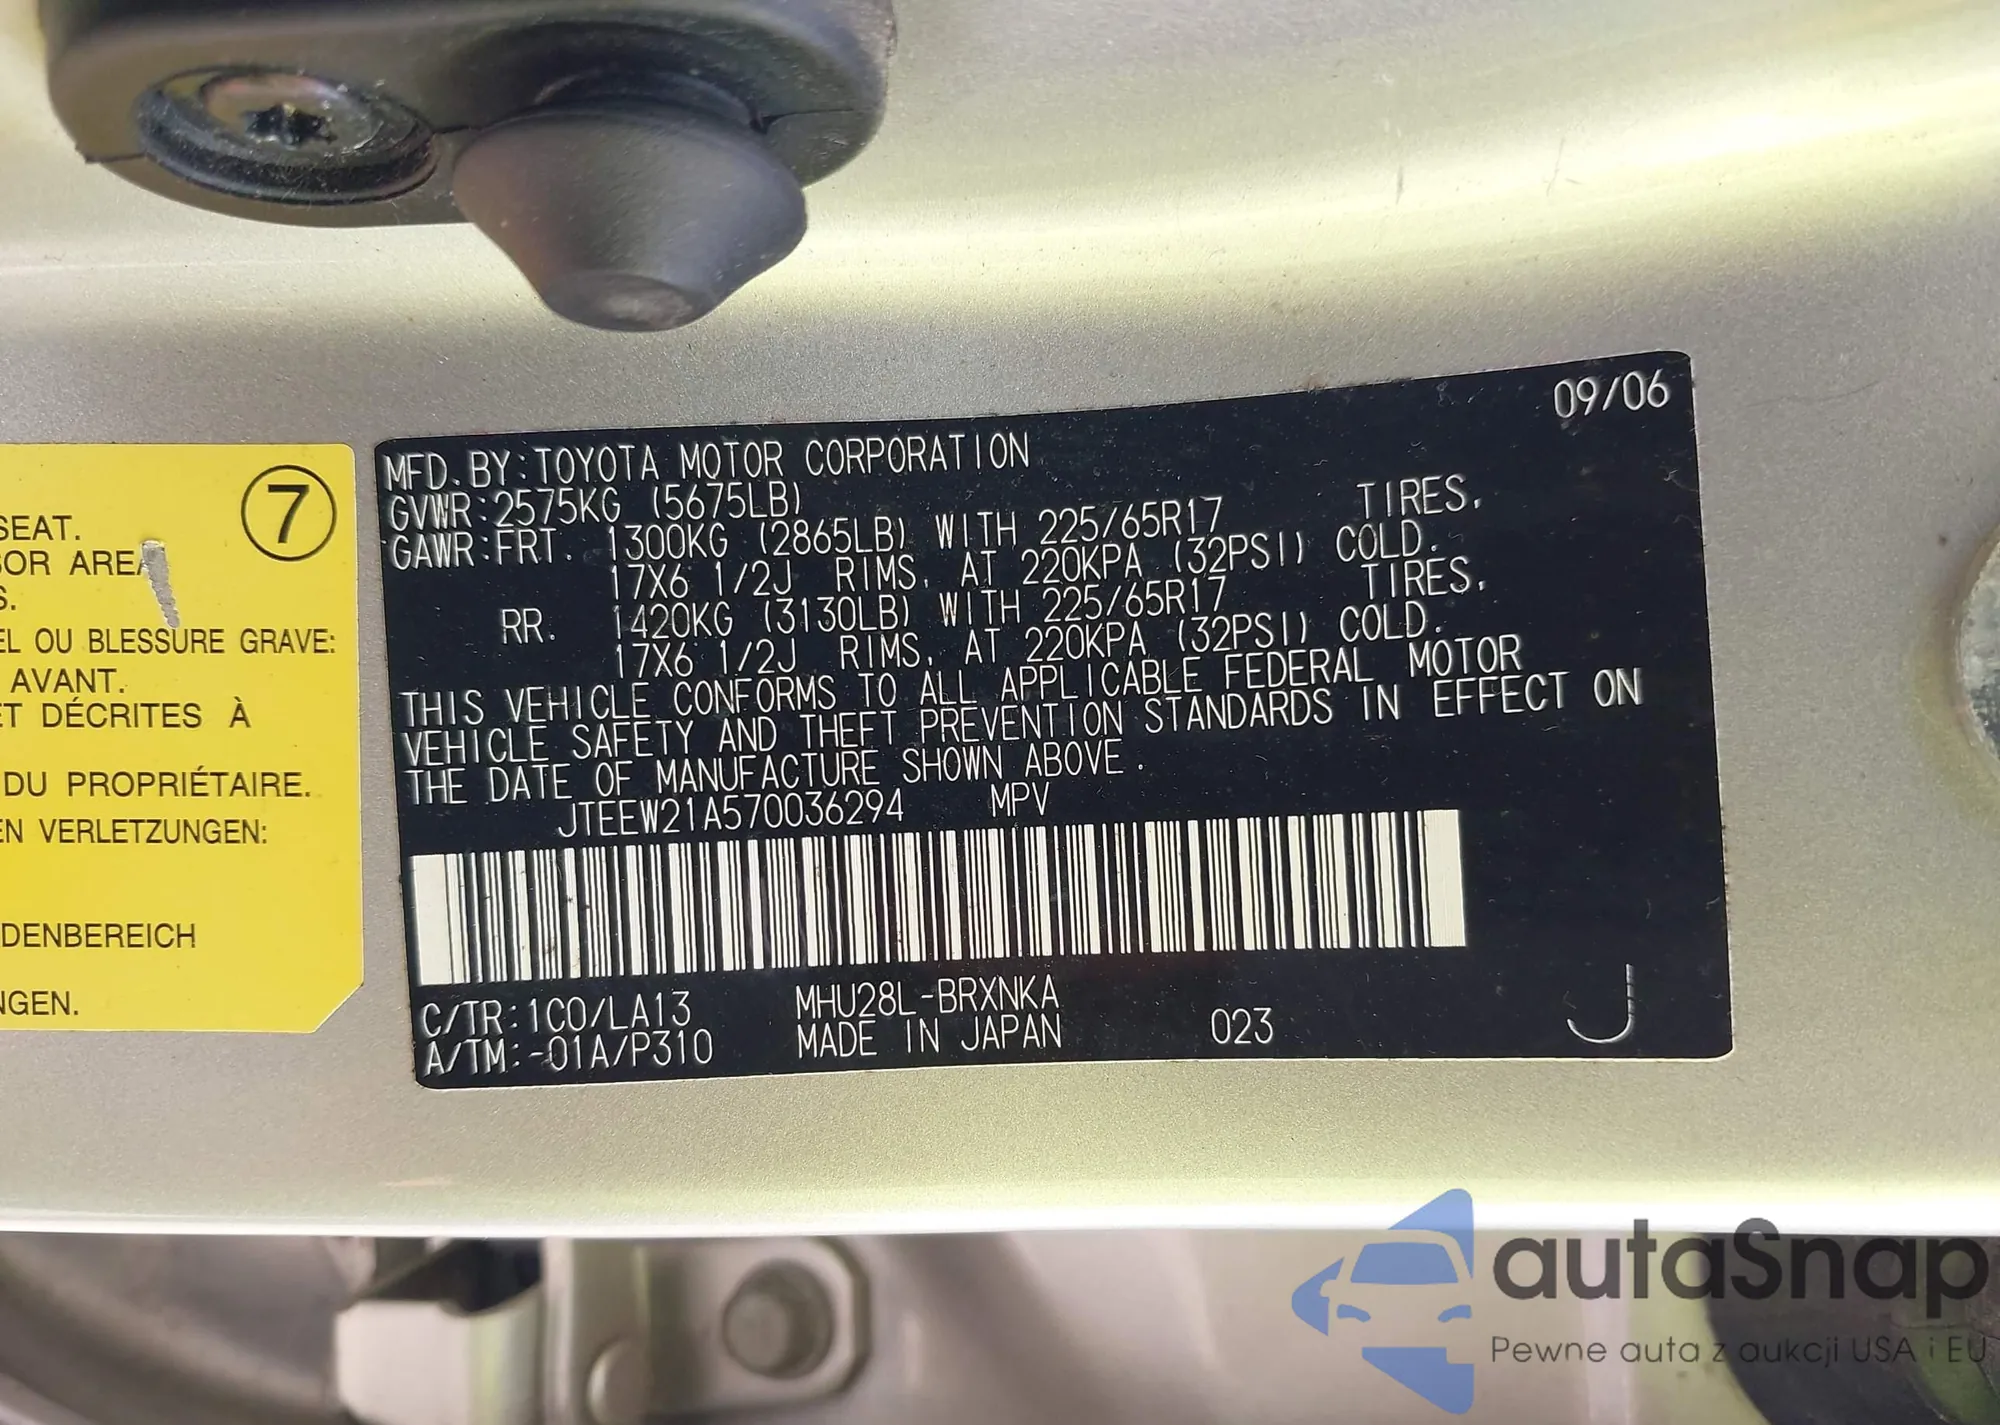 7
SEAT.
AREA
S.
OU BLESSURE GRAVE:
AVANT.
ET DÉCRITES À
DU PROPRIÉTAIRE.
EN VERLETZUNGEN:
DENBEREICH
NGEN.
09/06
MFD.BY:TOYOTA MOTOR CORPORATION
GVWR:2575KG (5675LB)
GAWR:FRT. 1300KG (2865LB) WITH 225/65R17 TIRES,
17X6 1/2J RIMS, AT 220KPA (32PSI) COLD.
RR. 1420KG (3130LB) WITH 225/65R17 TIRES,
17X6 1/2J RIMS, AT 220KPA (32PSI) COLD.
THIS VEHICLE CONFORMS TO ALL APPLICABLE FEDERAL MOTOR
VEHICLE SAFETY AND THEFT PREVENTION STANDARDS IN EFFECT ON
THE DATE OF MANUFACTURE SHOWN ABOVE.
JTEEW21A570036294 MPV
C/TR:1C0/LA13 MHU28L-BRXNKA
A/TM:-01A/P310 MADE IN JAPAN 023 J
autaSnap
Pewne auta z aukcji USA i EU